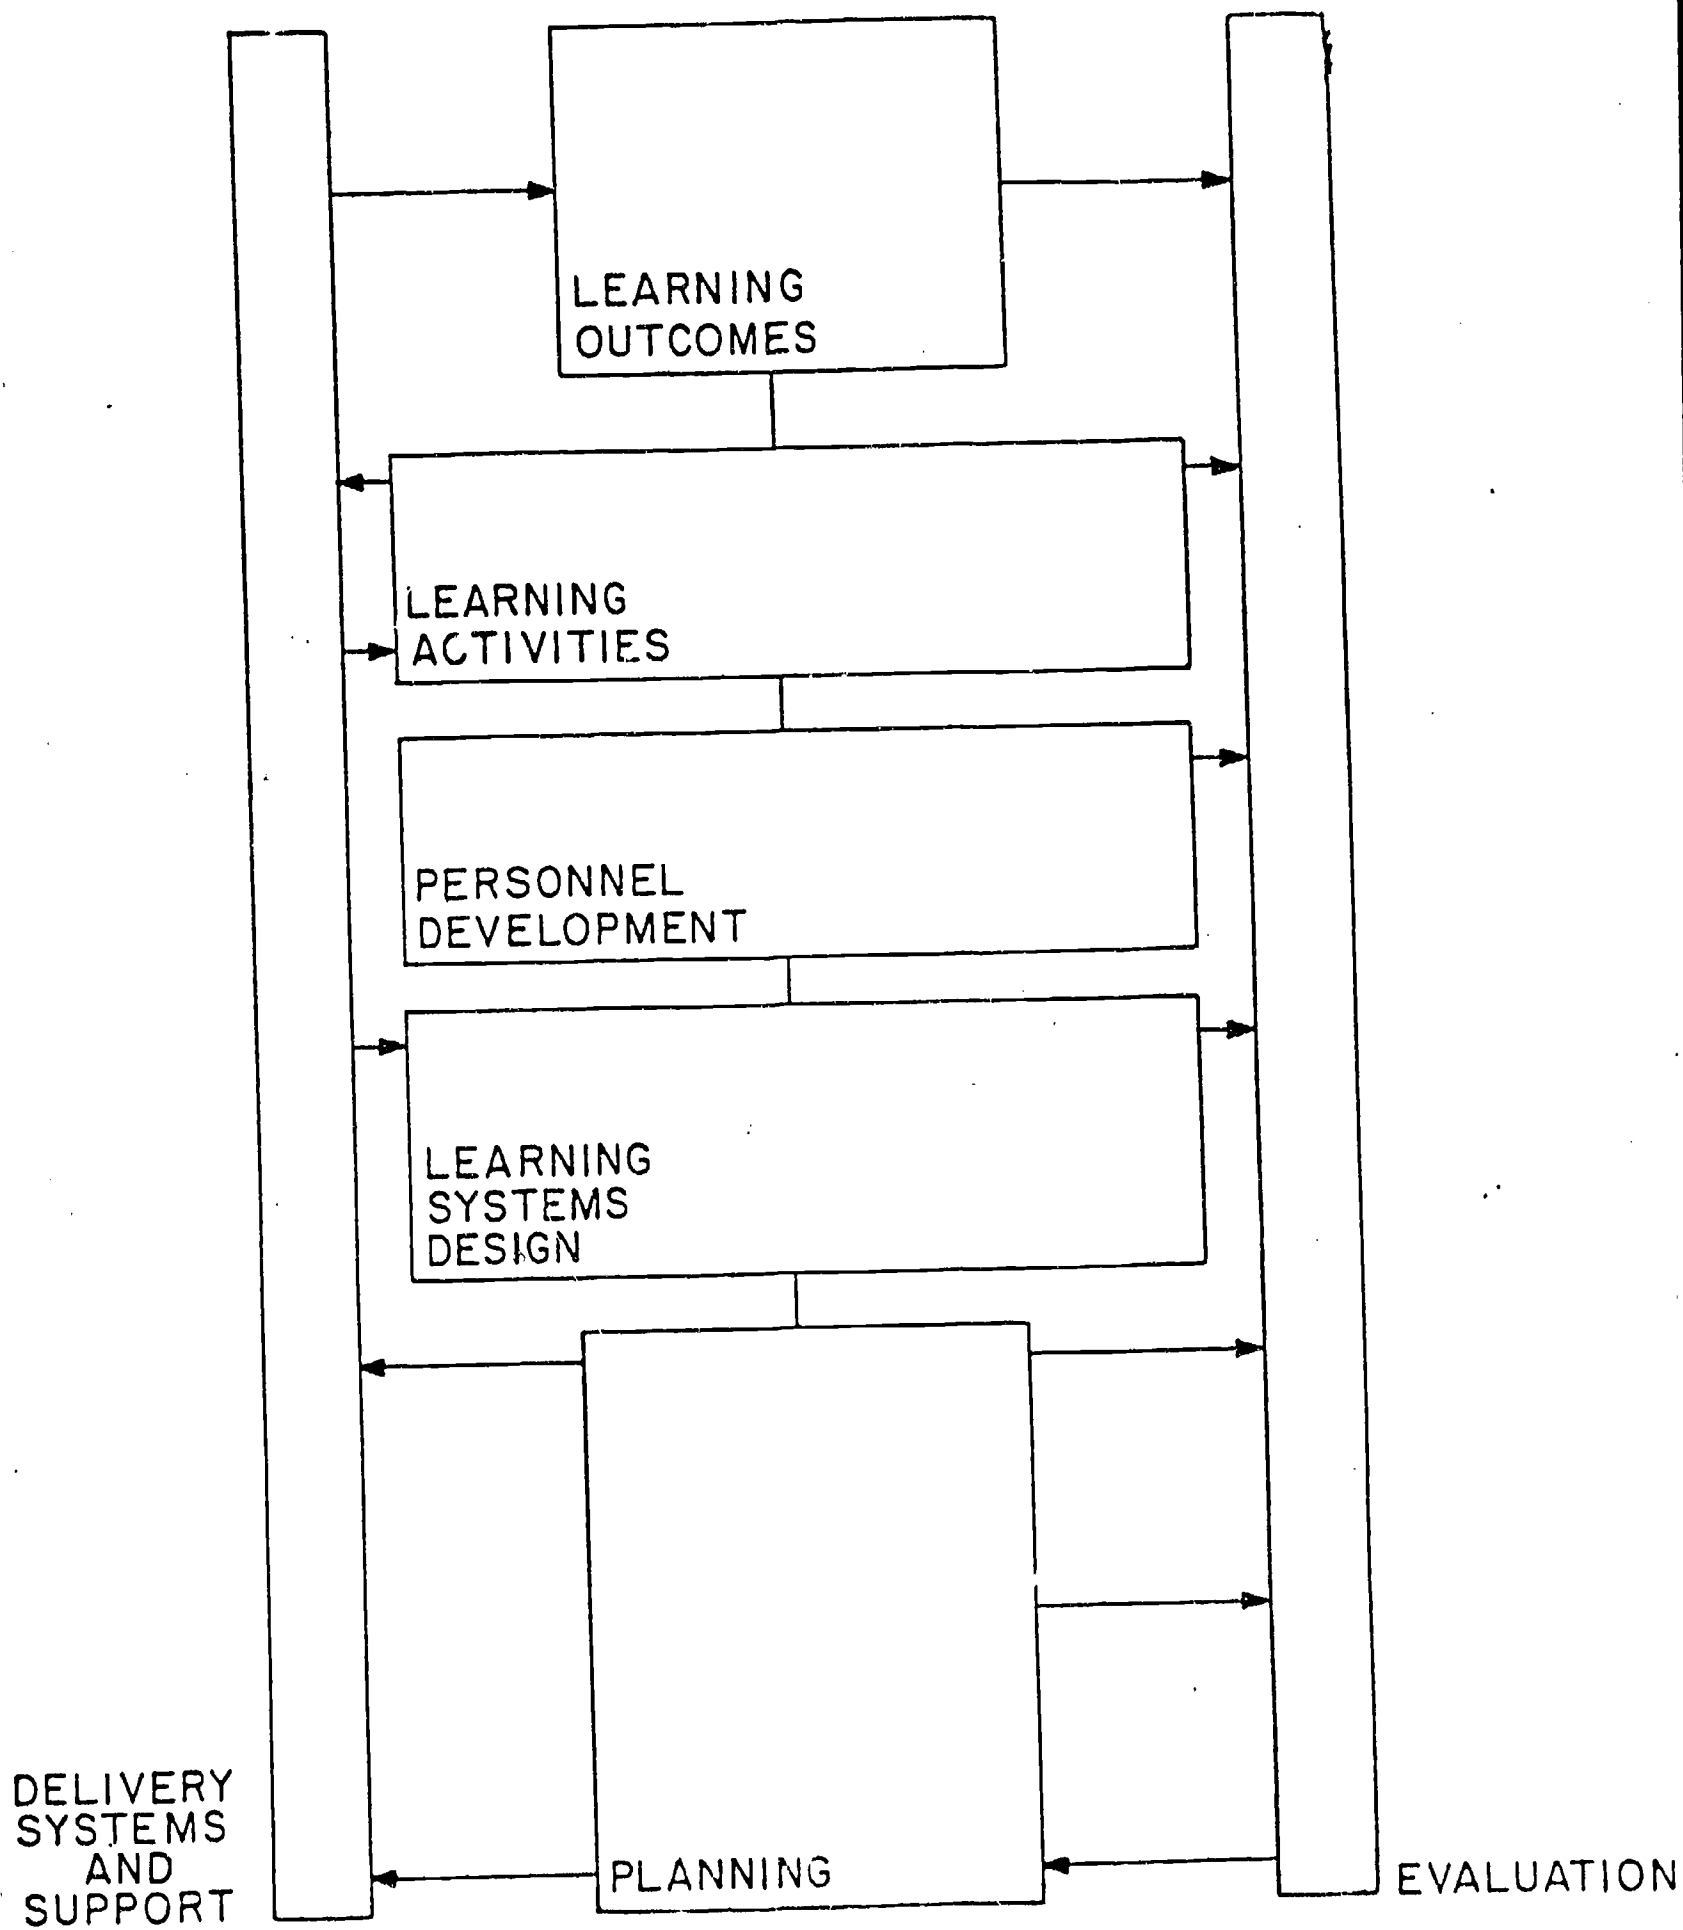 LEARNING
OUTCOMES
LEARNING
ACTIVITIES
PERSONNEL
DEVELOPMENT
LEARNING
SYSTEMS
DESIGN
PLANNING
DELIVERY
SYSTEMS
AND
SUPPORT
EVALUATION